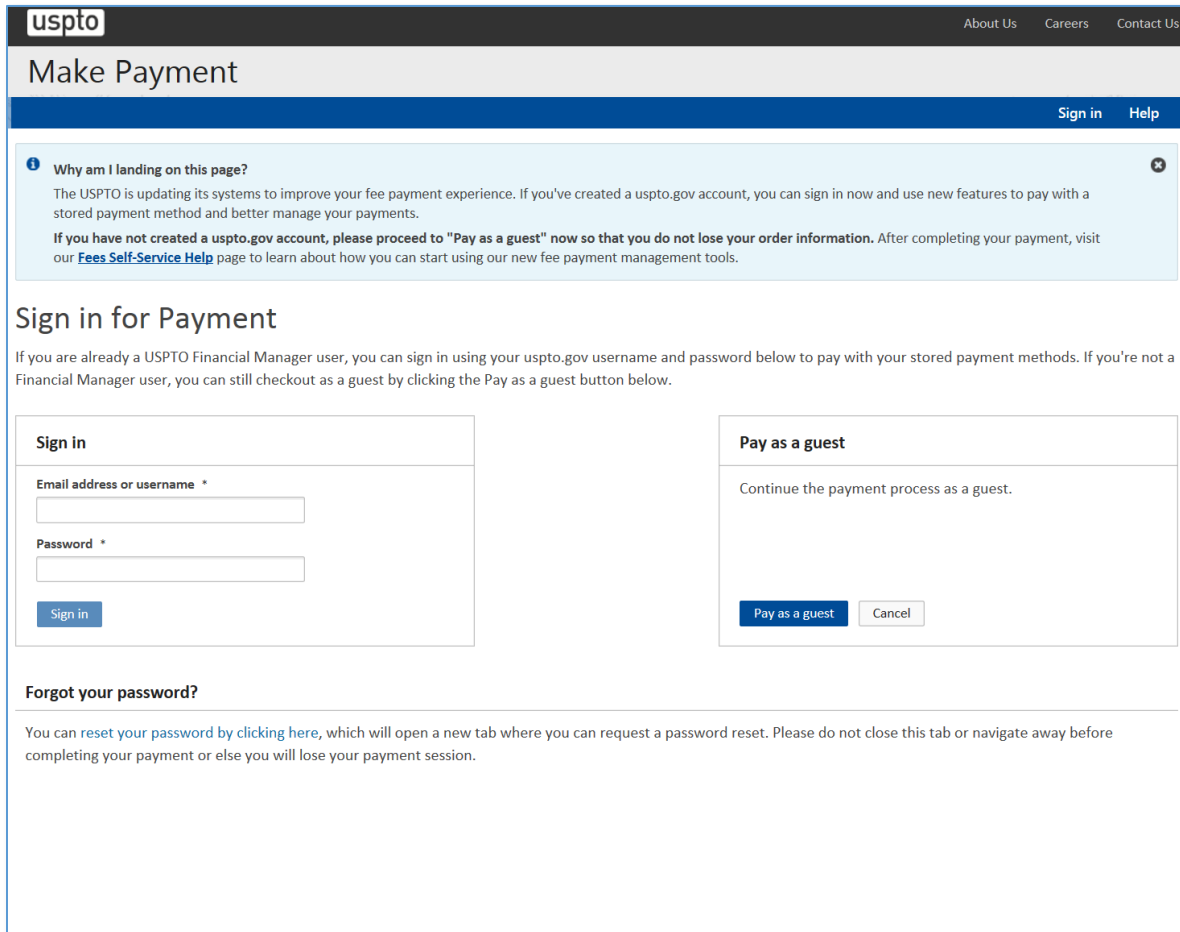 uspto
About Us Careers Contact Us
Make Payment
Sign in Help
Why am I landing on this page?
The USPTO is updating its systems to improve your fee payment experience. If you've created a uspto.gov account, you can sign in now and use new features to pay with a
stored payment method and better manage your payments.
If you have not created a uspto.gov account, please proceed to "Pay as a guest" now so that you do not lose your order information. After completing your payment, visit
our Fees Self-Service Help page to learn about how you can start using our new fee payment management tools.
Sign in for Payment
If you are already a USPTO Financial Manager user, you can sign in using your uspto.gov username and password below to pay with your stored payment methods. If you're not a
Financial Manager user, you can still checkout as a guest by clicking the Pay as a guest button below.
Sign in
Email address or username *
Password *
Sign in
Pay as a guest
Continue the payment process as a guest.
Pay as a guest Cancel
Forgot your password?
You can reset your password by clicking here, which will open a new tab where you can request a password reset. Please do not close this tab or navigate away before
completing your payment or else you will lose your payment session.